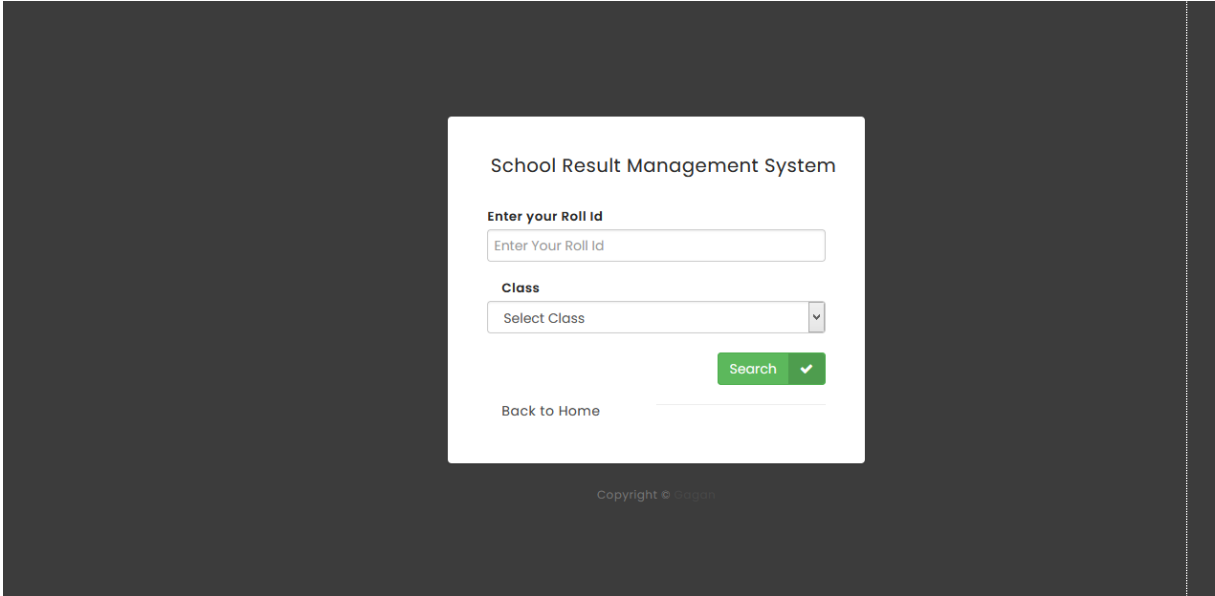 School Result Management System
Enter your Roll Id
Enter Your Roll Id
Class
Select Class
Search
Back to Home
Copyright © Gagan